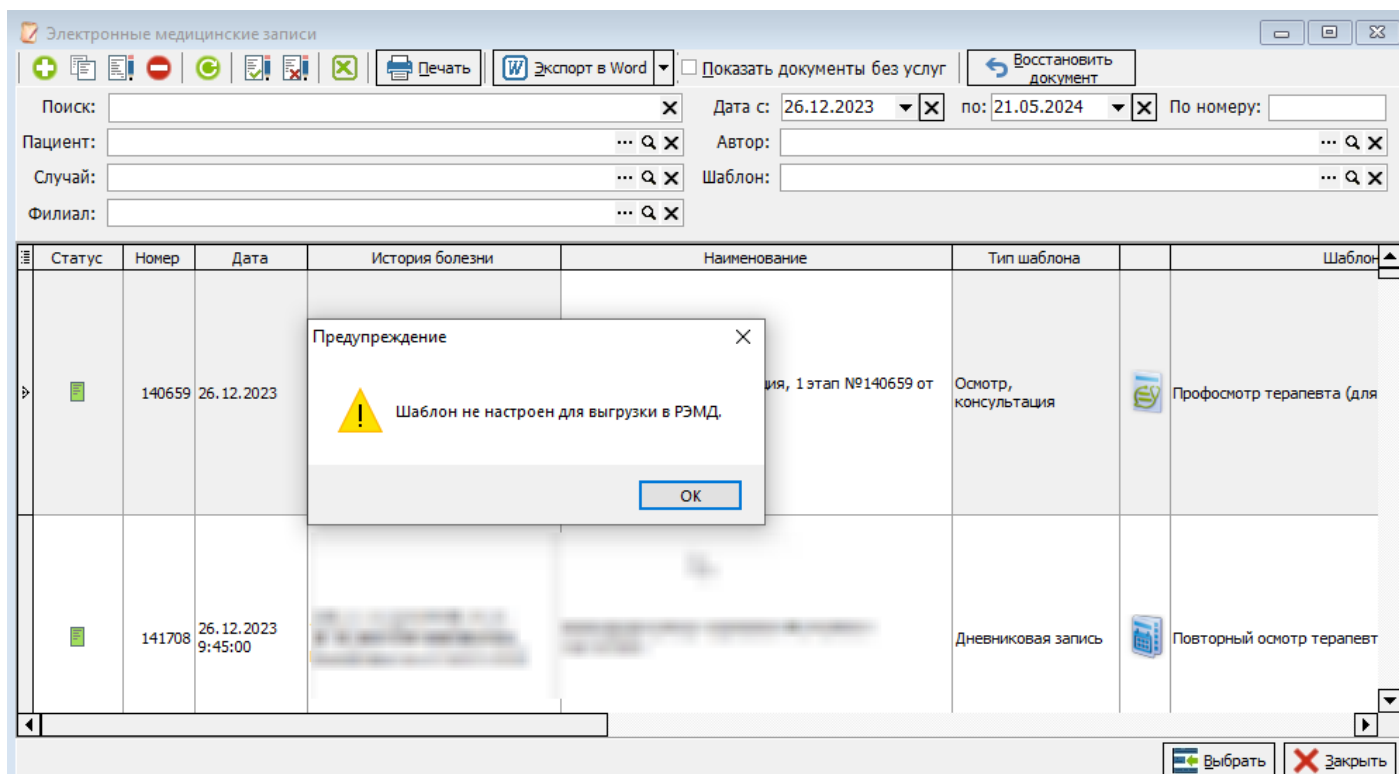 Электронные медицинские записи
Печать
Экспорт в Word
Показать документы без услуг
Восстановить
документ
Поиск:
Дата с: 26.12.2023 по: 21.05.2024 По номеру:
Пациент:
Автор:
Случай:
Шаблон:
Филиал:
Статус Номер Дата История болезни Наименование Тип шаблона Шаблон
Предупреждение
Шаблон не настроен для выгрузки в РЭМД.
OK
140659 26.12.2023
1 этап №140659 от
Осмотр,
консультация
Профосмотр терапевта (для
141708
26.12.2023
9:45:00
Дневниковая запись
Повторный осмотр терапевт
Выбрать
Закрыть